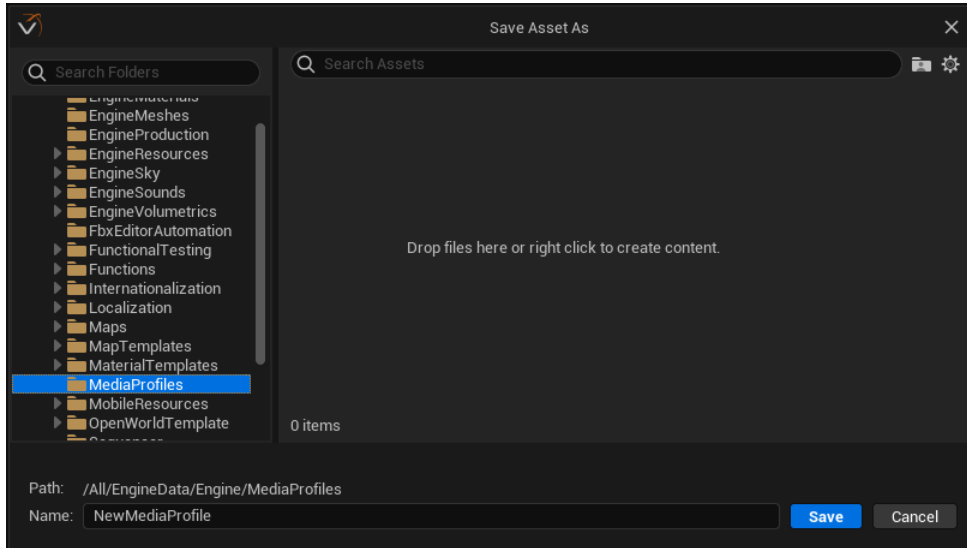 Save Asset As
Search Folders
Search Assets
EngineMaterials
EngineMeshes
EngineProduction
EngineResources
EngineSky
EngineSounds
EngineVolumetrics
FbxEditorAutomation
FunctionalTesting
Functions
Internationalization
Localization
Maps
MapTemplates
MaterialTemplates
MediaProfiles
MobileResources
OpenWorldTemplate
Drop files here or right click to create content.
0 items
Path: /All/EngineData/Engine/MediaProfiles
Name: NewMediaProfile
Save
Cancel